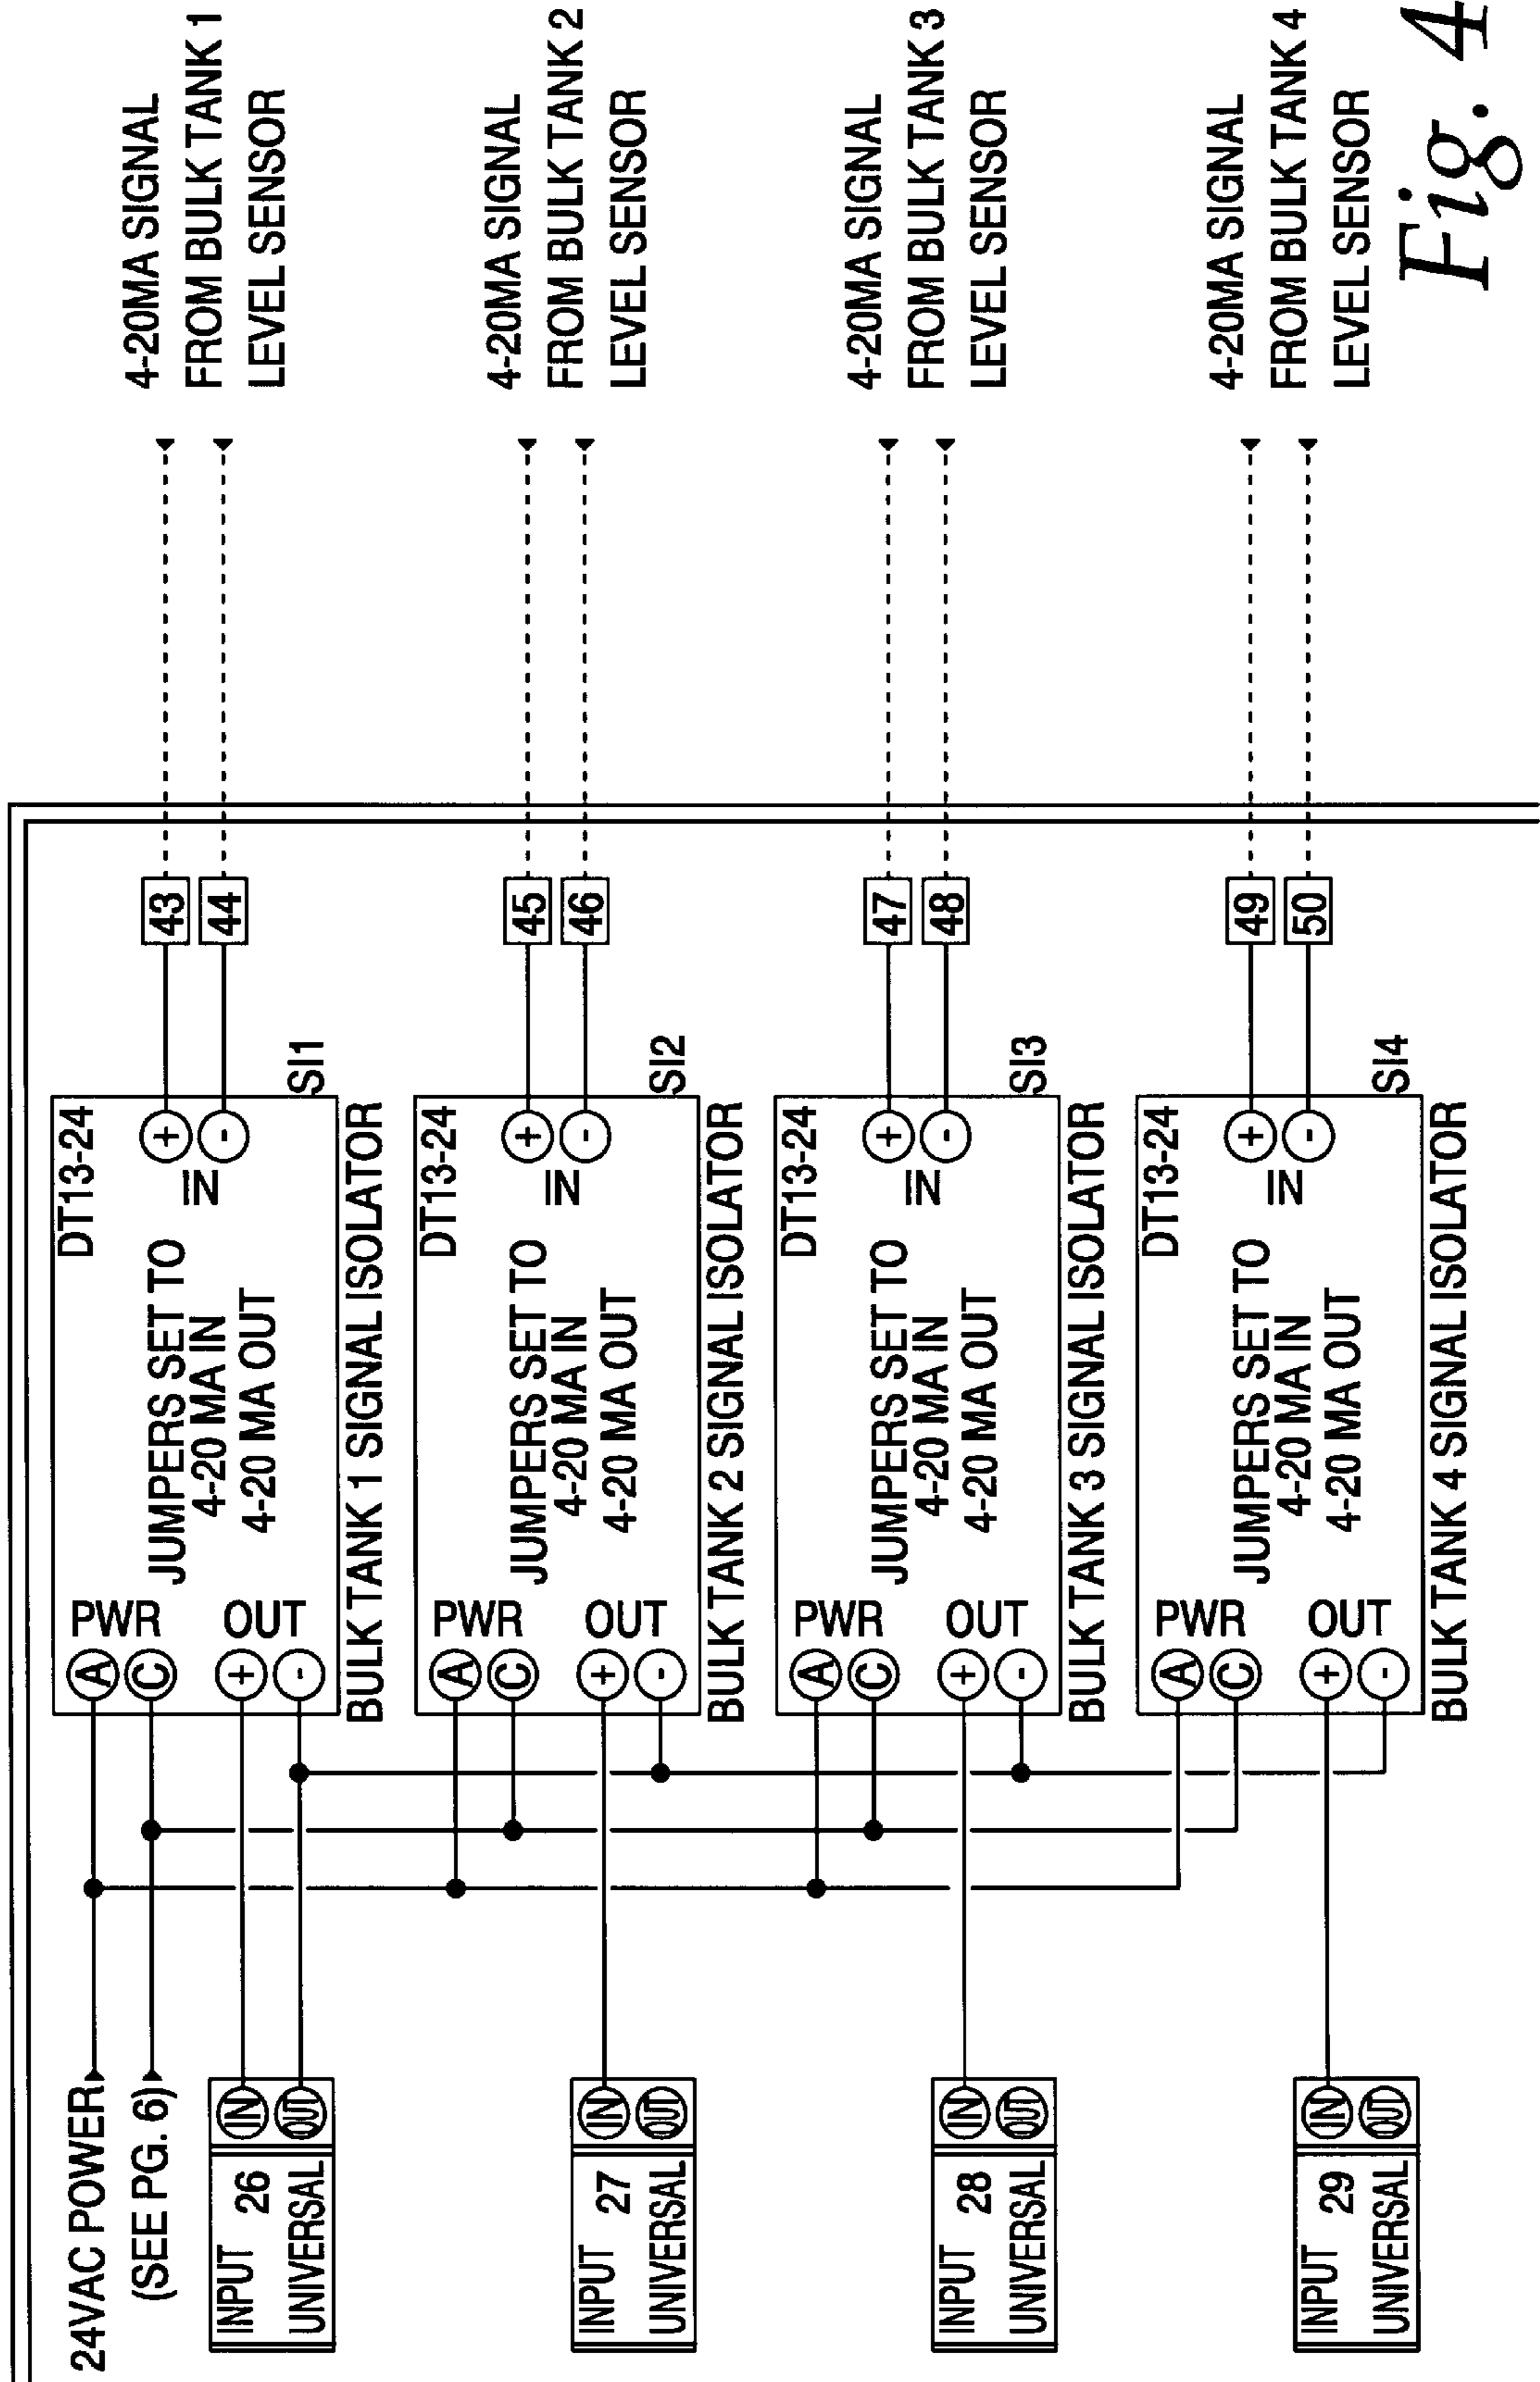 24VAC POWER
(SEE PG. 6)
INPUT 26
UNIVERSAL
IN
OUT
A
C
PWR
+
-
OUT
DT13-24
JUMPERS SET TO
4-20 MA IN
4-20 MA OUT
IN
+
-
SI1
BULK TANK 1 SIGNAL ISOLATOR
43
44
4-20MA SIGNAL
FROM BULK TANK 1
LEVEL SENSOR
INPUT 27
UNIVERSAL
IN
OUT
A
C
PWR
+
-
OUT
DT13-24
JUMPERS SET TO
4-20 MA IN
4-20 MA OUT
IN
+
-
SI2
BULK TANK 2 SIGNAL ISOLATOR
45
46
4-20MA SIGNAL
FROM BULK TANK 2
LEVEL SENSOR
INPUT 28
UNIVERSAL
IN
OUT
A
C
PWR
+
-
OUT
DT13-24
JUMPERS SET TO
4-20 MA IN
4-20 MA OUT
IN
+
-
SI3
BULK TANK 3 SIGNAL ISOLATOR
47
48
4-20MA SIGNAL
FROM BULK TANK 3
LEVEL SENSOR
INPUT 29
UNIVERSAL
IN
OUT
A
C
PWR
+
-
OUT
DT13-24
JUMPERS SET TO
4-20 MA IN
4-20 MA OUT
IN
+
-
SI4
BULK TANK 4 SIGNAL ISOLATOR
49
50
4-20MA SIGNAL
FROM BULK TANK 4
LEVEL SENSOR
Fig. 4